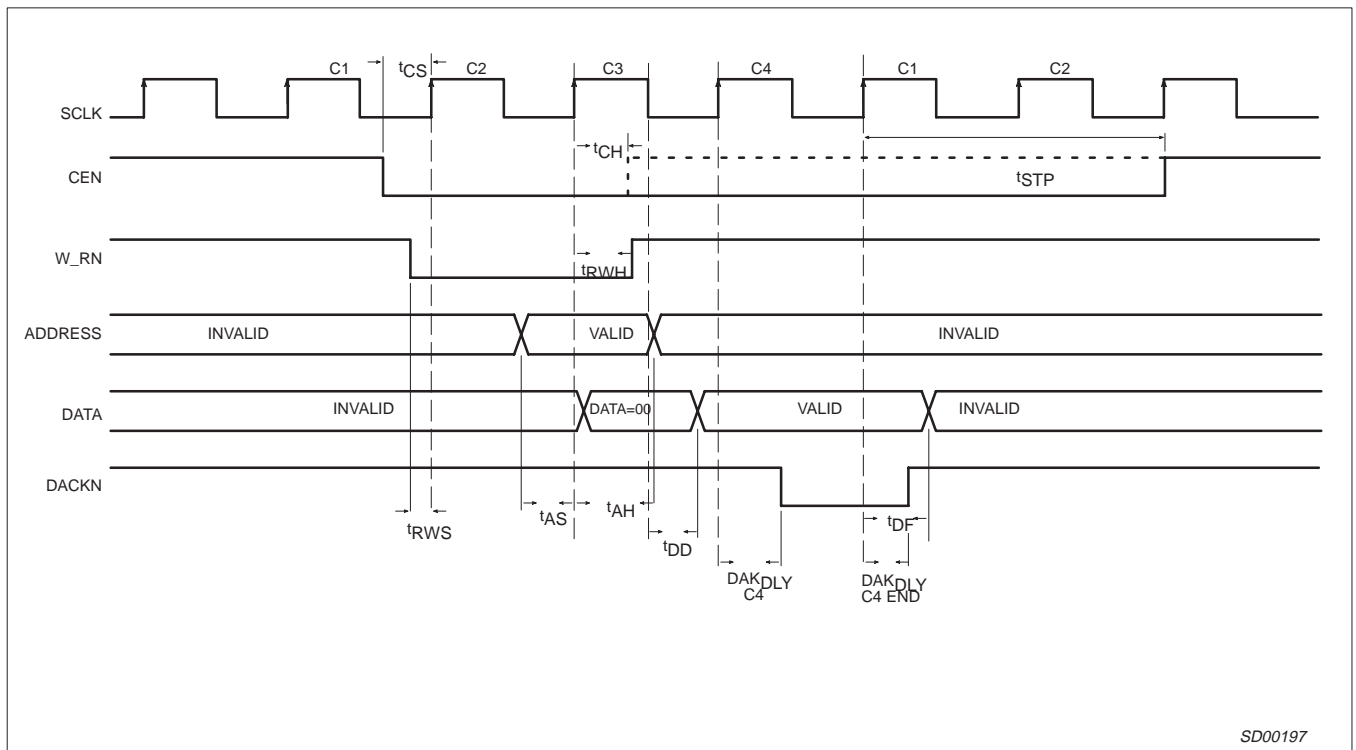 C1 tCS C2 C3 C4 C1 C2
SCLK
tCH
CEN
tSTP
W_RN
tRWH
ADDRESS INVALID VALID INVALID
DATA INVALID DATA=00 VALID INVALID
DACKN
tRWS tAS tAH tDD tDF
DAKDLY
C4
DAKDLY
C4 END
SD00197